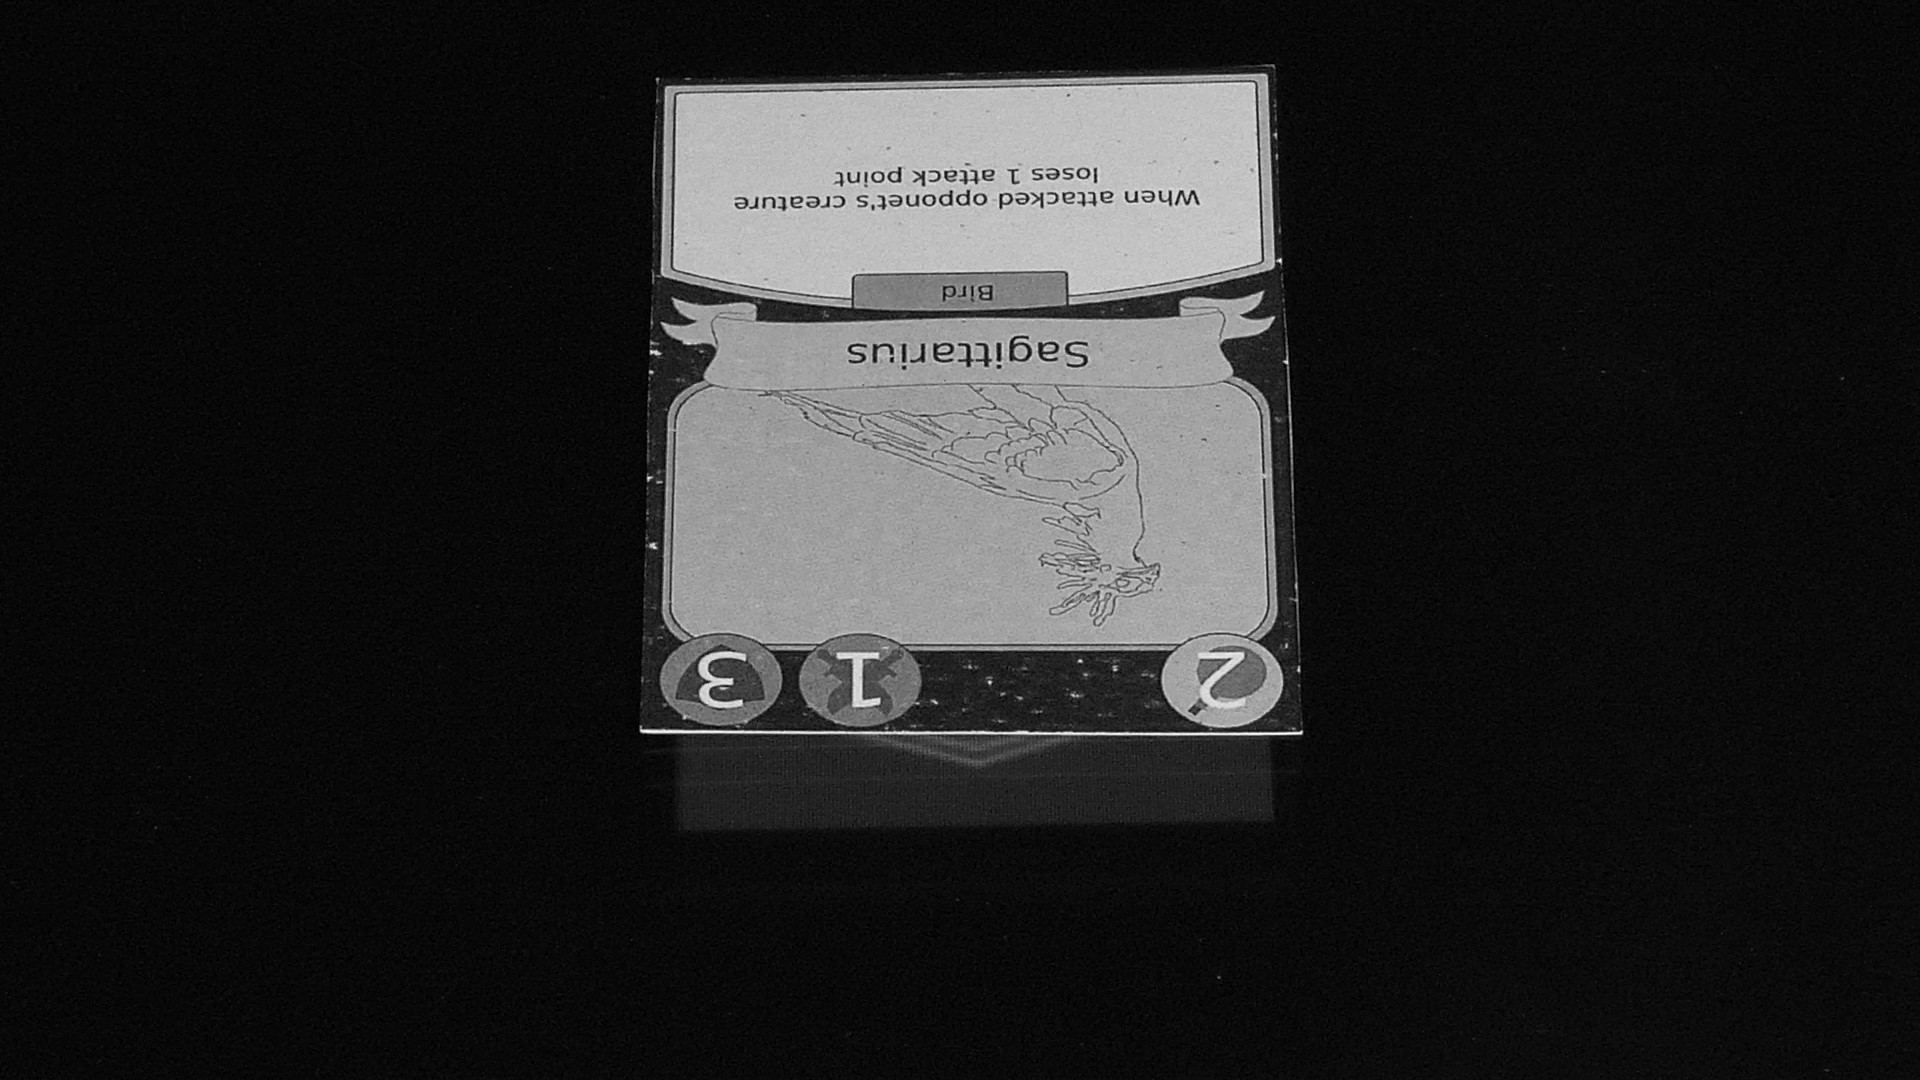 2 1 3
Sagittarius
Bird
When attacked opponet's creature
loses 1 attack point